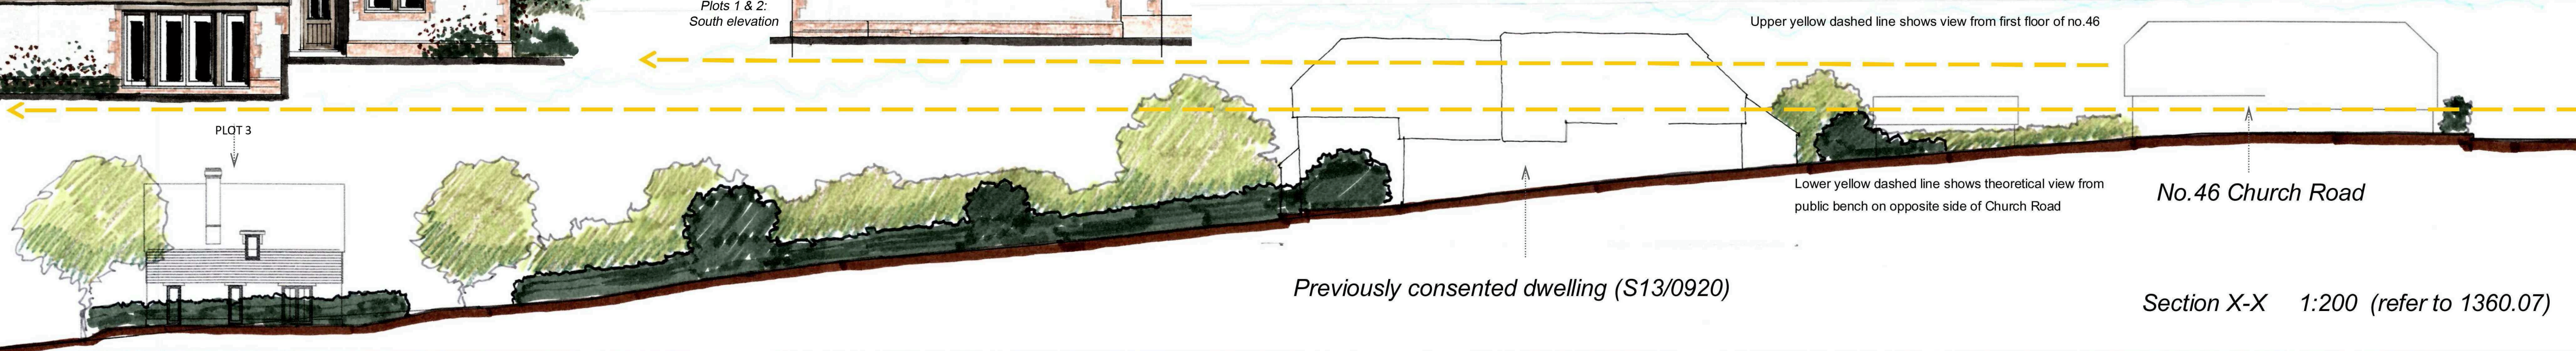 Plots 1 & 2:
South elevation
Upper yellow dashed line shows view from first floor of no.46
PLOT 3
Lower yellow dashed line shows theoretical view from
public bench on opposite side of Church Road
No.46 Church Road
Previously consented dwelling (S13/0920)
Section X-X 1:200 (refer to 1360.07)